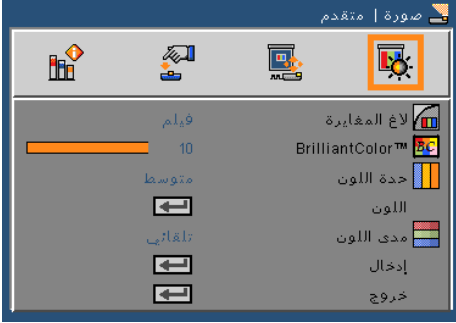 صورة | متقدم
لاغ المغايرة فيلم
BrilliantColor™ 10
حدة اللون متوسط
اللون
مدى اللون تلقائي
إدخال
خروج